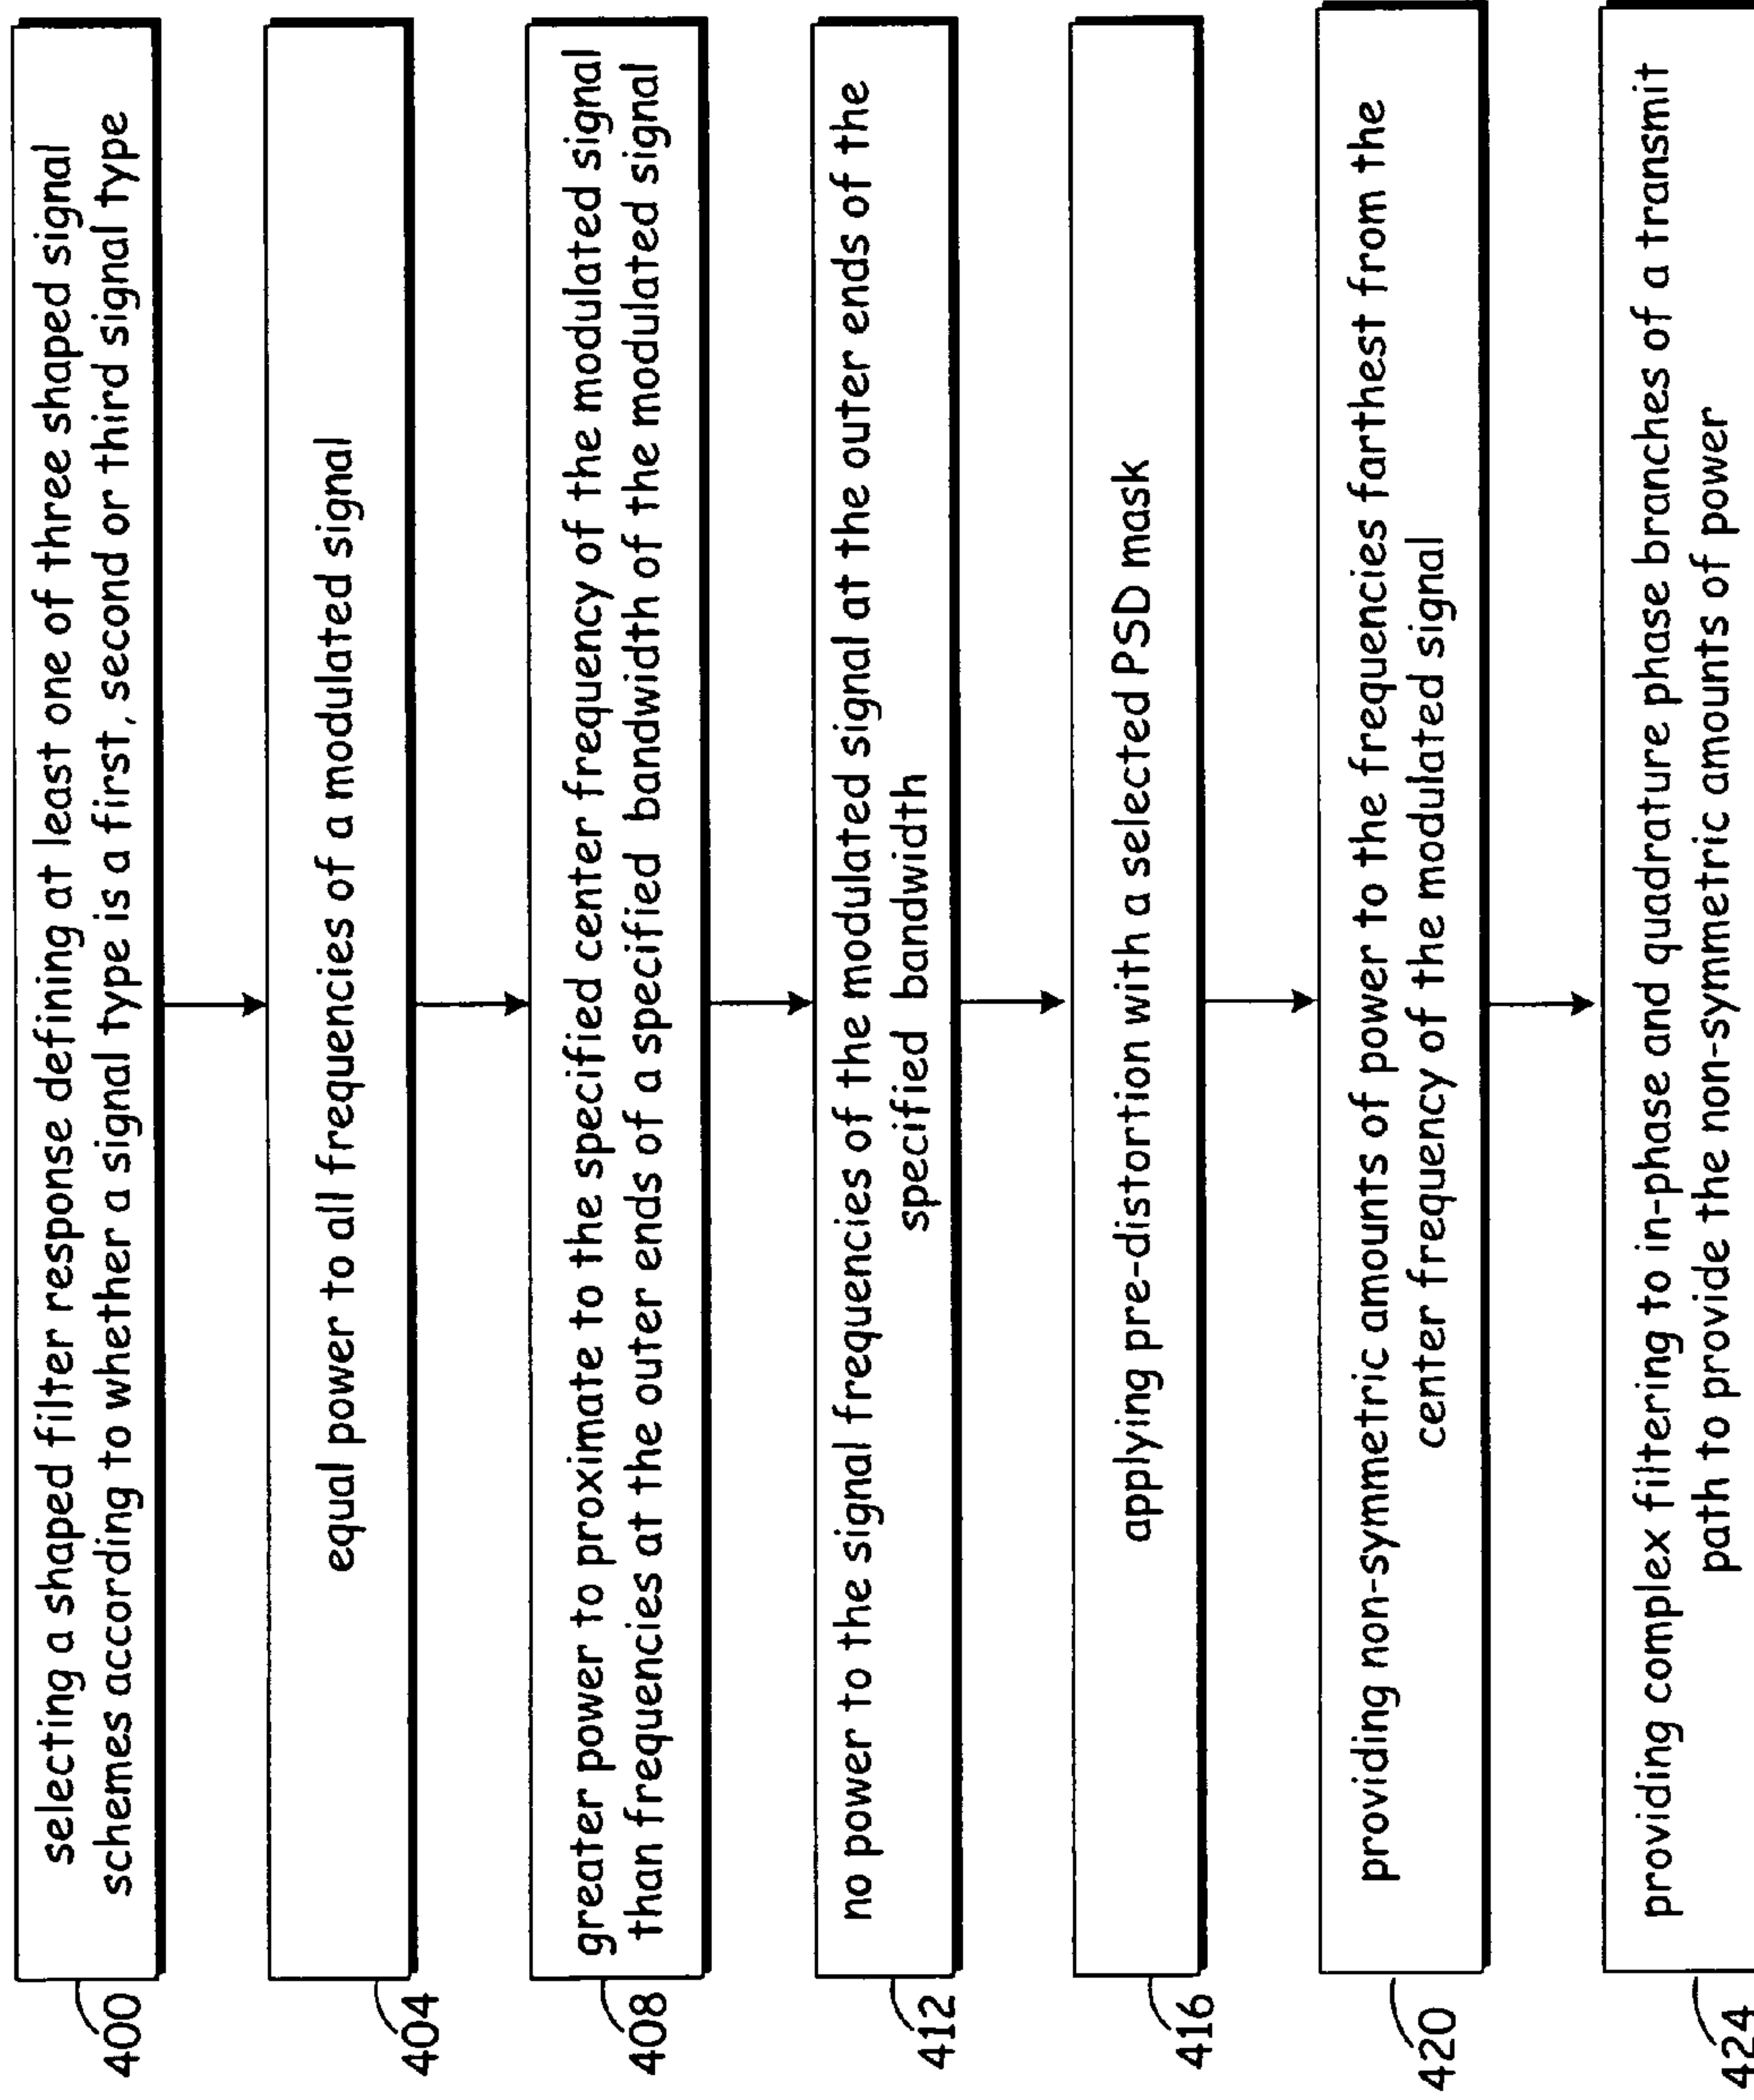 selecting a shaped filter response defining at least one of three shaped signal
schemes according to whether a signal type is a first, second or third signal type
400
equal power to all frequencies of a modulated signal
404
greater power to proximate to the specified center frequency of the modulated signal
than frequencies at the outer ends of a specified bandwidth of the modulated signal
408
no power to the signal frequencies of the modulated signal at the outer ends of the
specified bandwidth
412
applying pre-distortion with a selected PSD mask
416
providing non-symmetric amounts of power to the frequencies farthest from the
center frequency of the modulated signal
420
providing complex filtering to in-phase and quadrature phase branches of a transmit
path to provide the non-symmetric amounts of power
424